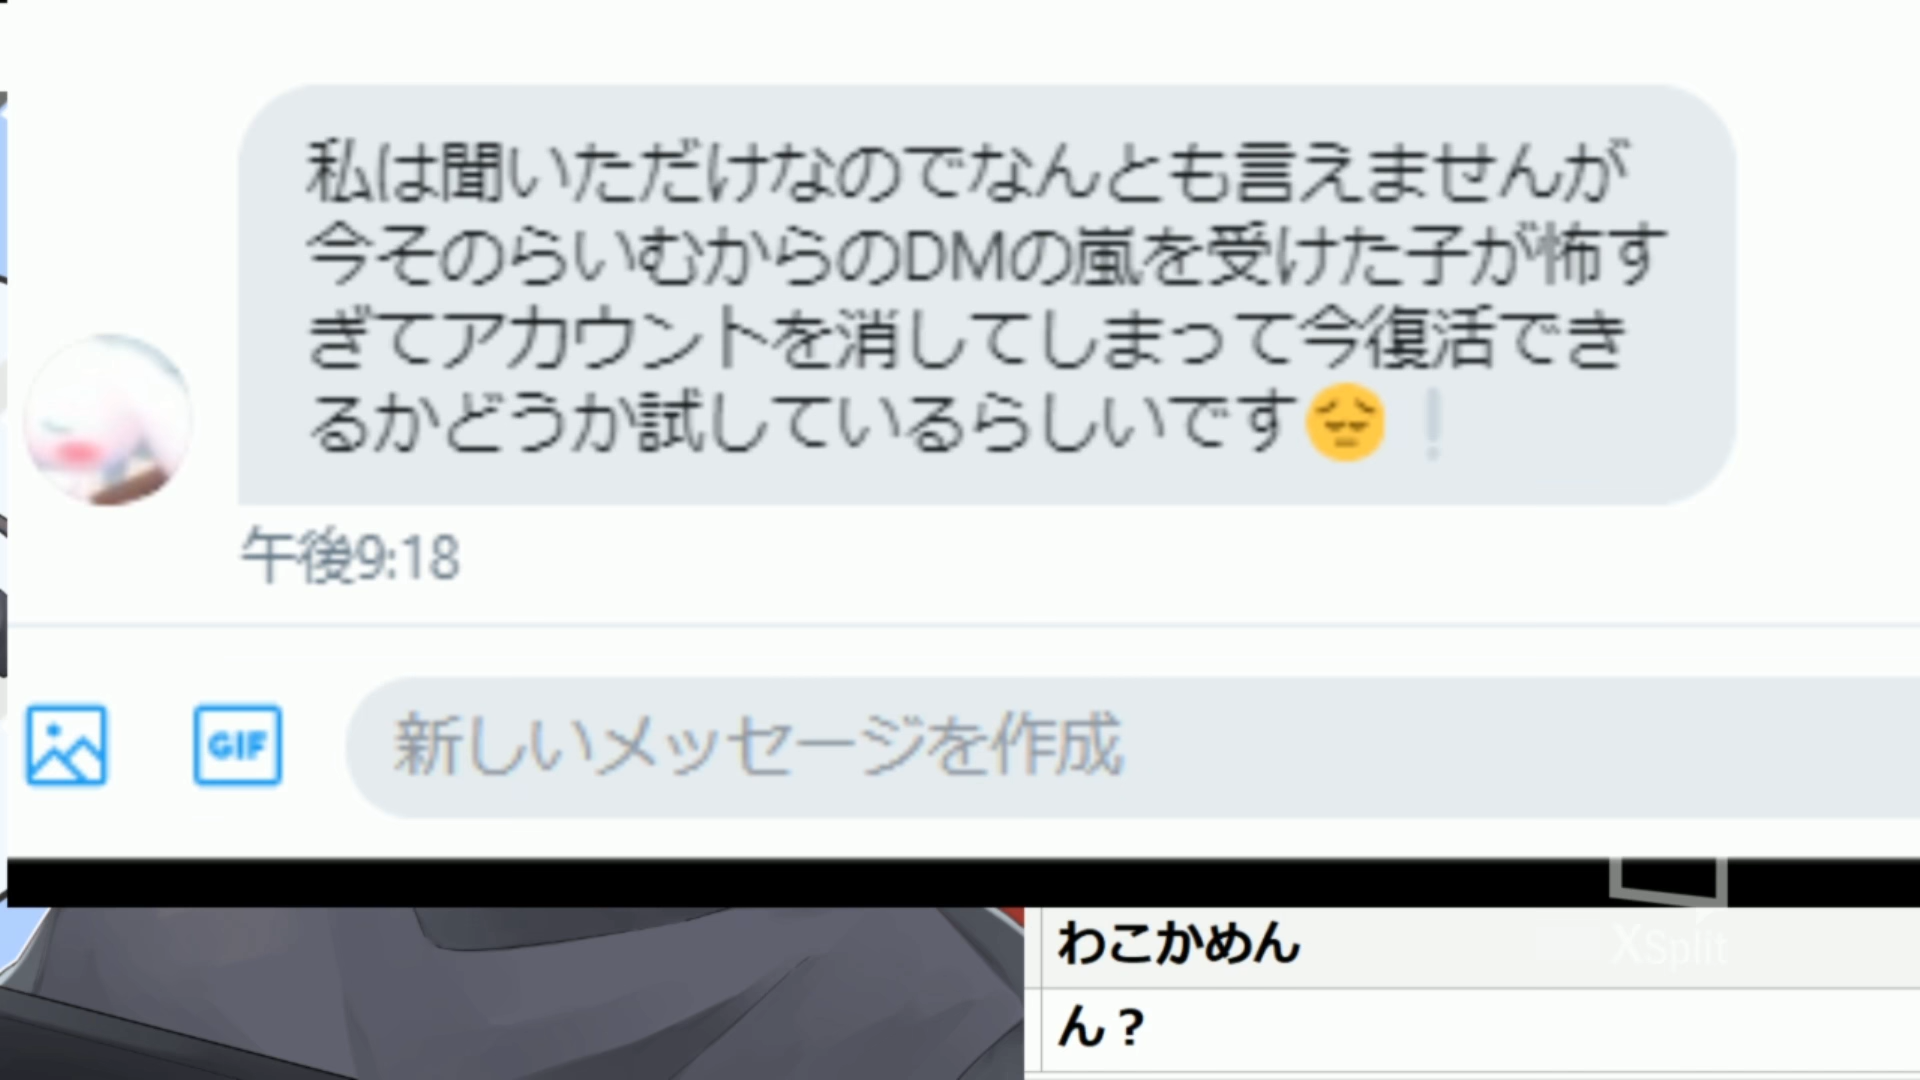 私は聞いただけなのでなんとも言えませんが
今そのらいむからのDMの嵐を受けた子が怖す
ぎてアカウントを消してしまって今復活でき
るかどうか試しているらしいです😔❕
午後9:18
GIF
新しいメッセージを作成
わこかめん
XSplit
ん？